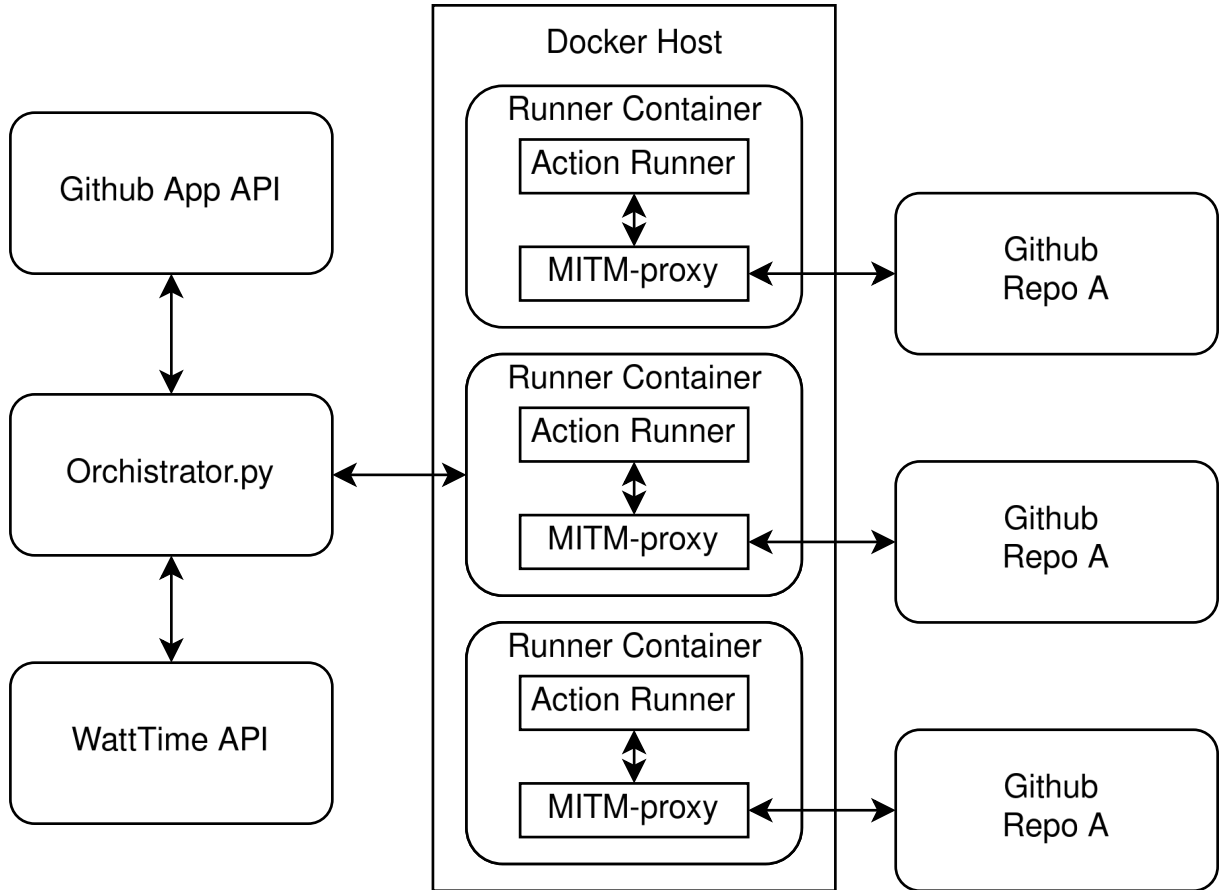 Docker Host
Runner Container
Action Runner
MITM-proxy
Github App API
Github
Repo A
Runner Container
Action Runner
MITM-proxy
Orchistrator.py
Github
Repo A
Runner Container
Action Runner
MITM-proxy
WattTime API
Github
Repo A